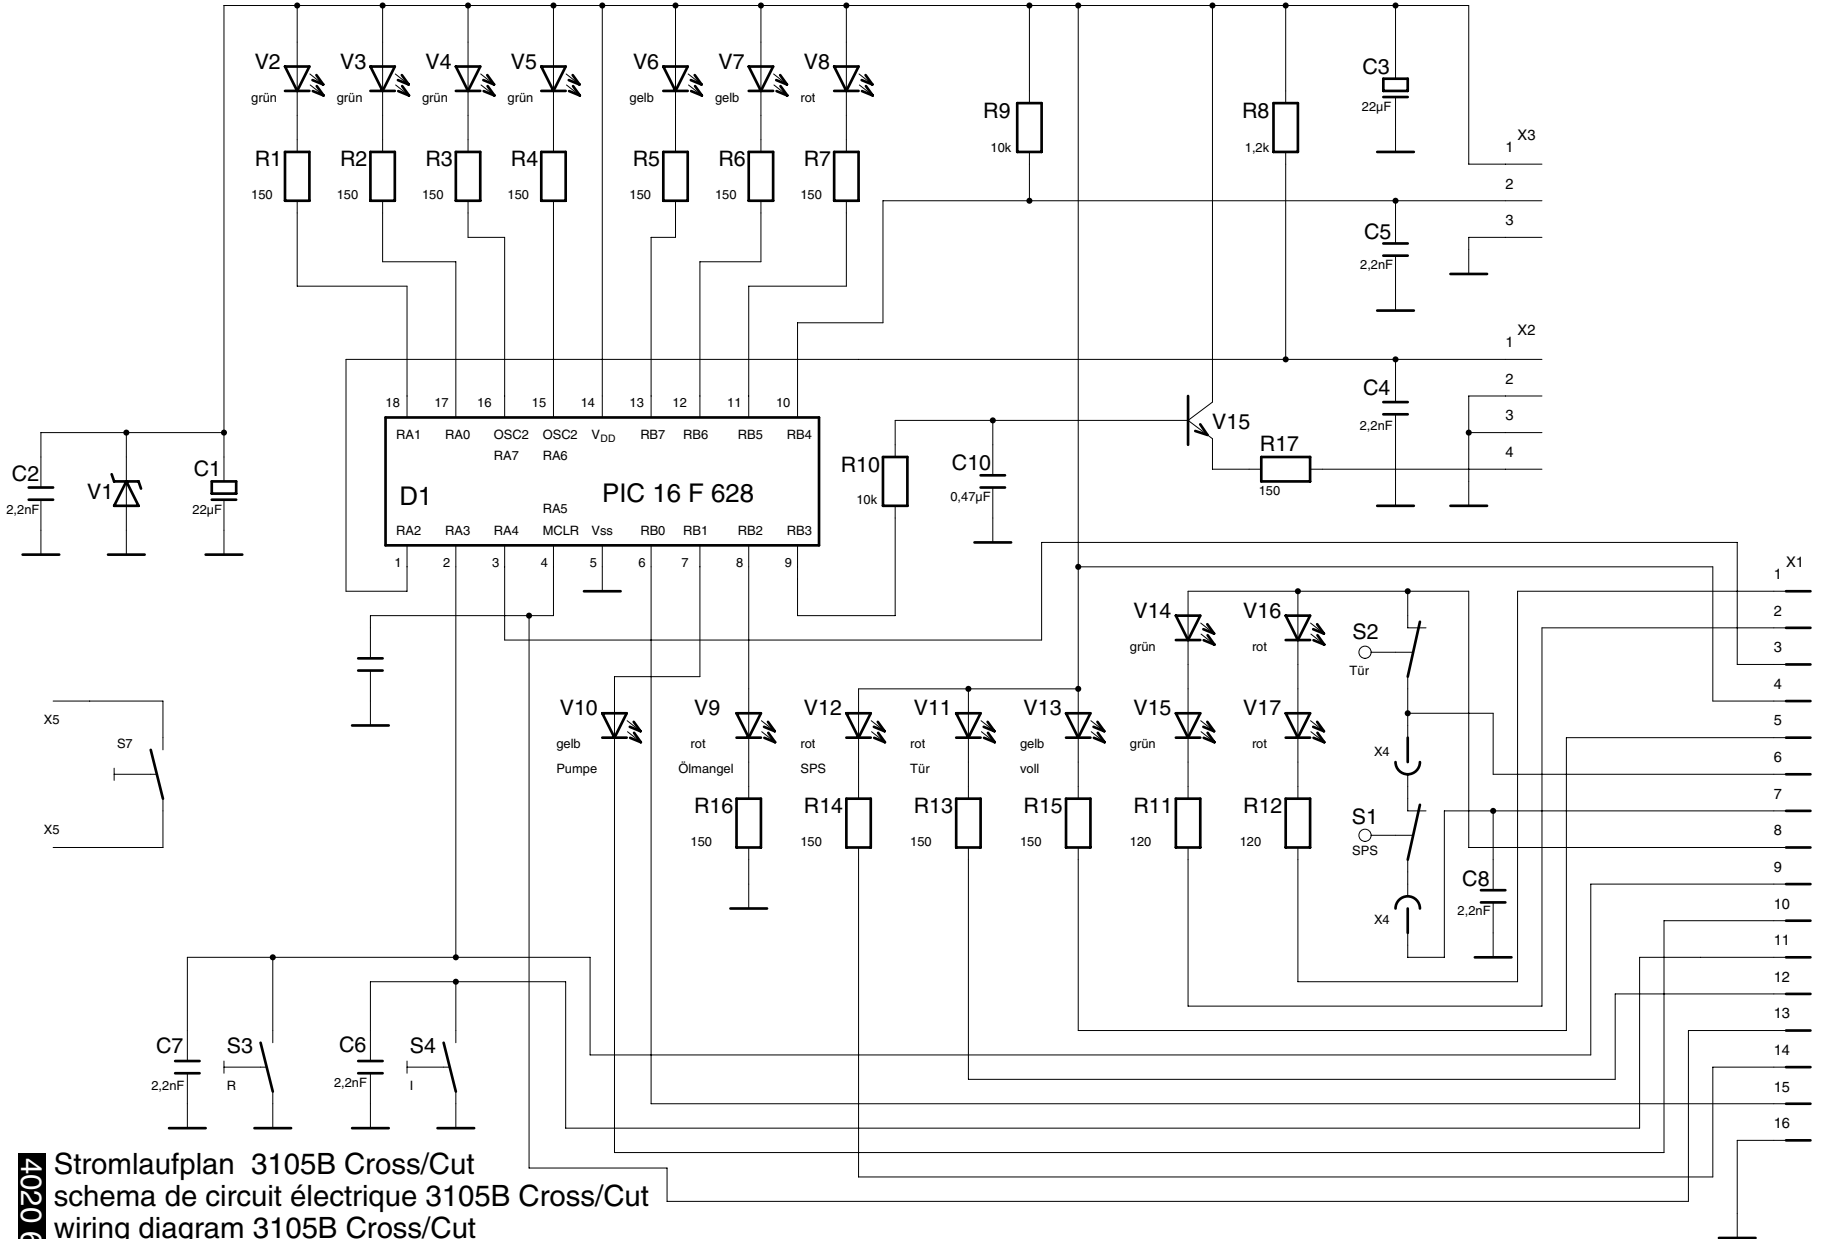 V2 V3 V4 V5 V6 V7 V8
grün grün grün grün gelb gelb rot
C3
22µF
R9
10k
R8
1,2k
X3
1
R1 R2 R3 R4 R5 R6 R7
150 150 150 150 150 150 150
2
3
C5
2,2nF
X2
1
2
3
4
C4
2,2nF
18 17 16 15 14 13 12 11 10
RA1 RA0 OSC2 OSC2 VDD RB7 RB6 RB5 RB4
RA7 RA6
D1 PIC 16 F 628
RA5
RA2 RA3 RA4 MCLR Vss RB0 RB1 RB2 RB3
1 2 3 4 5 6 7 8 9
C2
2,2nF
V1
C1
22µF
R10
10k
C10
0,47µF
V15
R17
150
X1
1
2
3
4
5
6
7
8
9
10
11
12
13
14
15
16
V14
grün
V16
rot
S2
Tür
X5
S7
X5
V10
gelb
Pumpe
V9
rot
Ölmangel
V12
rot
SPS
V11
rot
Tür
V13
gelb
voll
V15
grün
V17
rot
X4
R16
150
R14
150
R13
150
R15
150
R11
120
R12
120
S1
SPS
X4
C8
2,2nF
C7
2,2nF
S3
R
C6
2,2nF
S4
I
4020
Stromlaufplan 3105B Cross/Cut
schema de circuit électrique 3105B Cross/Cut
wiring diagram 3105B Cross/Cut